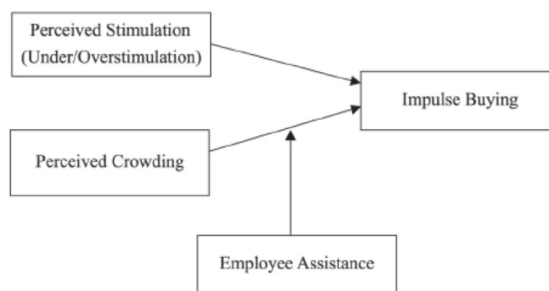 Perceived Stimulation
(Under/Overstimulation)
Impulse Buying
Perceived Crowding
Employee Assistance